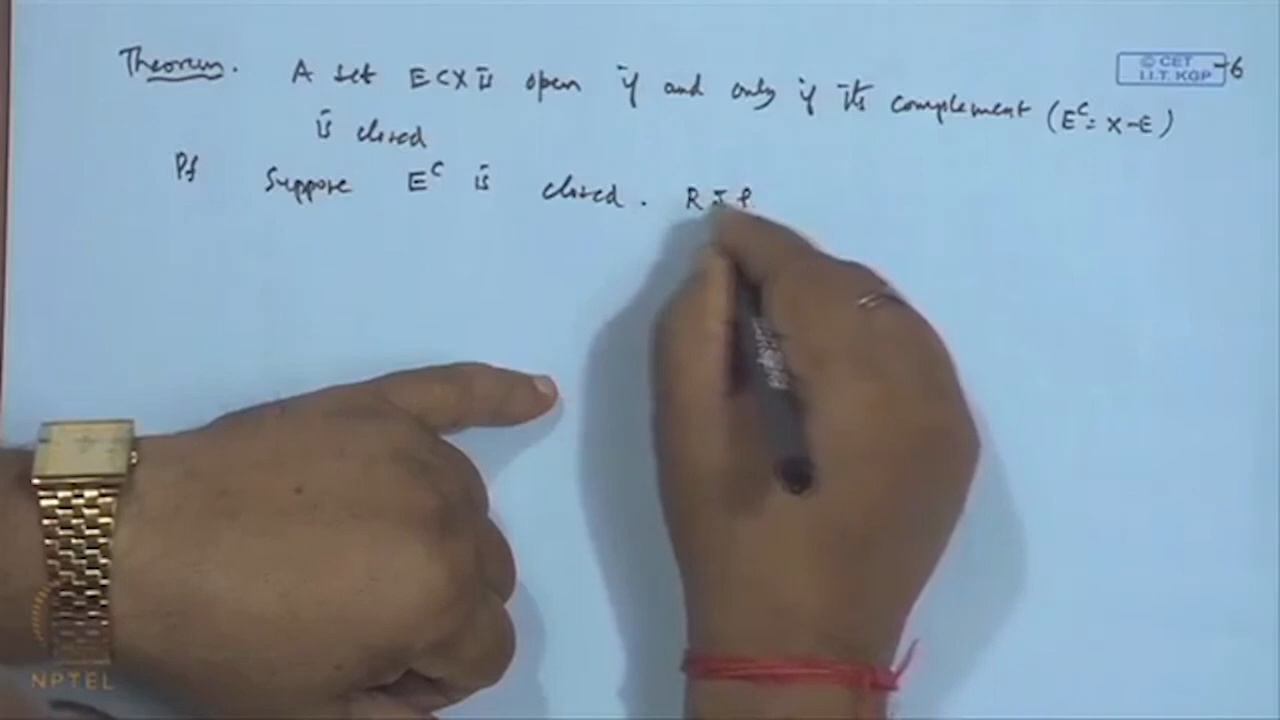 Theorem. A set E⊂X is open if and only if its complement (E^c = X-E)
is closed
Pf Suppose E^c is closed. R.T.P.
© CET
I.I.T. KGP
-6
NPTEL